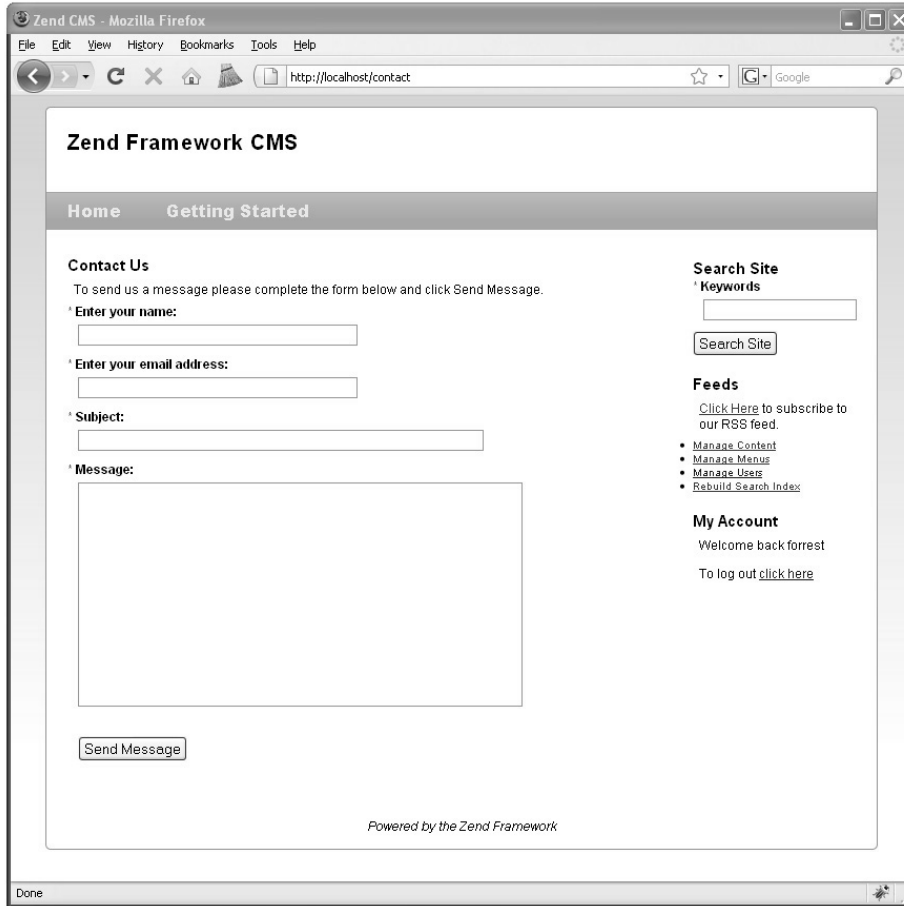 Zend CMS - Mozilla Firefox
File Edit View History Bookmarks Tools Help
http://localhost/contact
G Google
Zend Framework CMS
Home Getting Started
Contact Us
To send us a message please complete the form below and click Send Message.
* Enter your name:
* Enter your email address:
* Subject:
* Message:
Send Message
Search Site
* Keywords
Search Site
Feeds
Click Here to subscribe to
our RSS feed.
• Manage Content
• Manage Menus
• Manage Users
• Rebuild Search Index
My Account
Welcome back forrest
To log out click here
Powered by the Zend Framework
Done